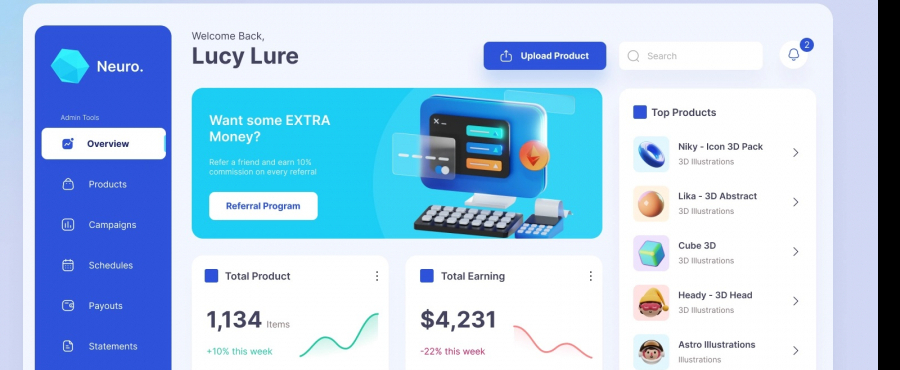 Neuro.
Admin Tools
Overview
Products
Campaigns
Schedules
Payouts
Statements
Welcome Back,
Lucy Lure
Upload Product
Search
2
Want some EXTRA
Money?
Refer a friend and earn 10%
commission on every referral
Referral Program
Total Product
1,134 Items
+10% this week
Total Earning
$4,231
-22% this week
Top Products
Niky - Icon 3D Pack
3D Illustrations
Lika - 3D Abstract
3D Illustrations
Cube 3D
3D Illustrations
Heady - 3D Head
3D Illustrations
Astro Illustrations
Illustrations